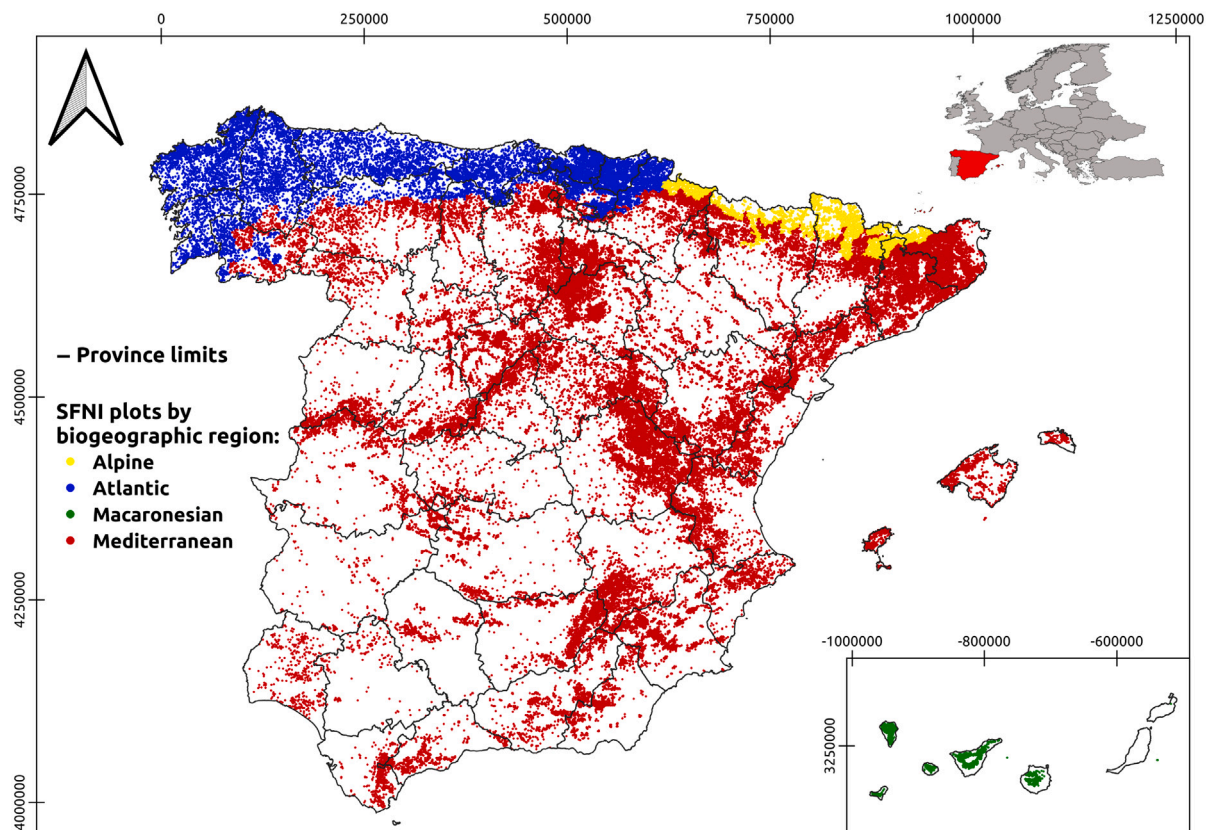 0 250000 500000 750000 1000000 1250000
4750000
4500000
4250000
4000000
– Province limits
SFNI plots by
biogeographic region:
Alpine
Atlantic
Macaronesian
Mediterranean
-1000000 -800000 -600000
3250000